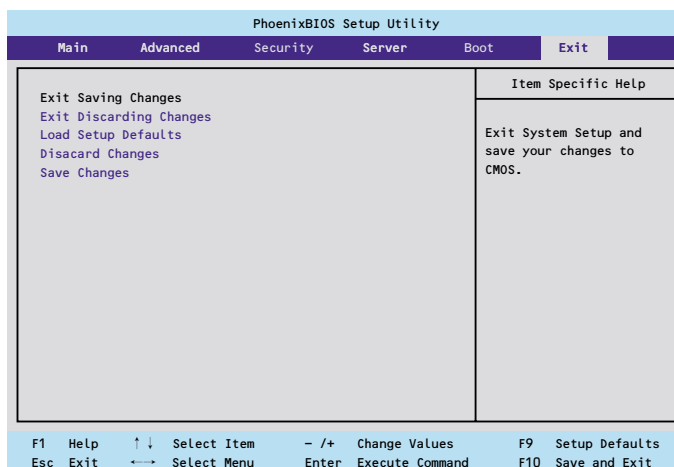 PhoenixBIOS Setup Utility
Main Advanced Security Server Boot Exit
Exit Saving Changes
Exit Discarding Changes
Load Setup Defaults
Disacard Changes
Save Changes
Item Specific Help
Exit System Setup and
save your changes to
CMOS.
F1 Help ↑↓ Select Item – /+ Change Values F9 Setup Defaults
Esc Exit ←→ Select Menu Enter Execute Command F10 Save and Exit